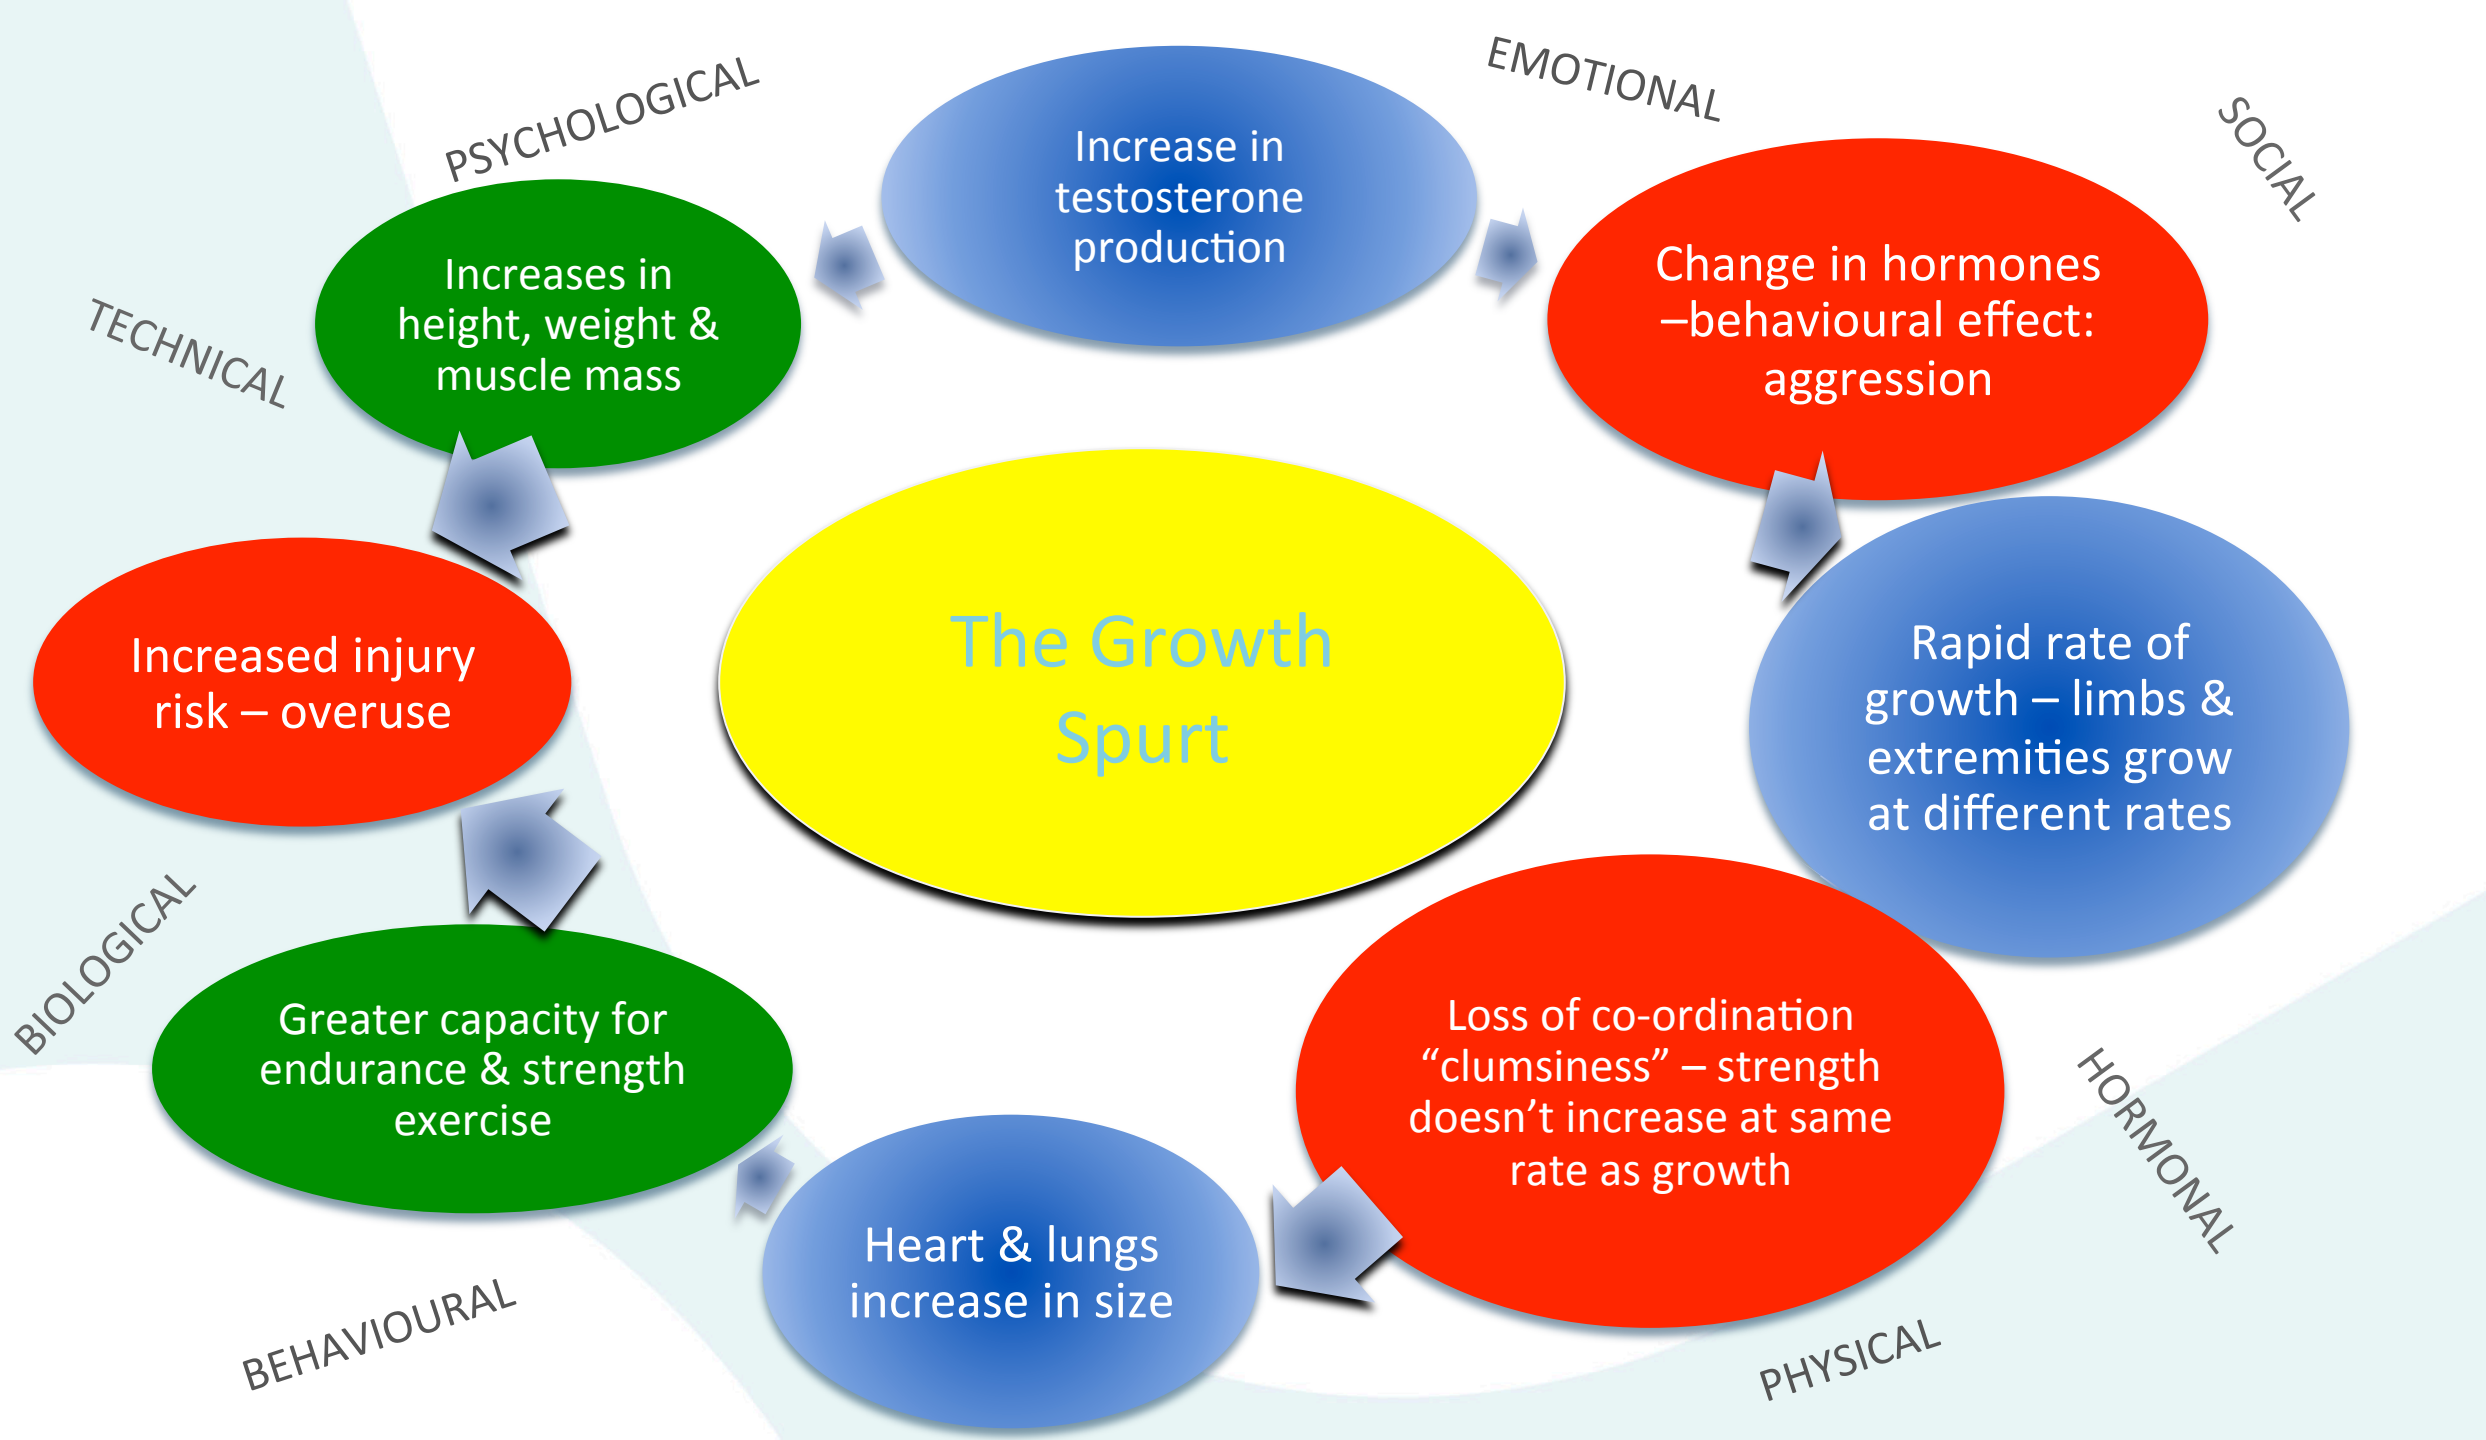 PSYCHOLOGICAL
EMOTIONAL
SOCIAL
TECHNICAL
Increase in
testosterone
production
Change in hormones
–behavioural effect:
aggression
Increases in
height, weight &
muscle mass
The Growth
Spurt
Rapid rate of
growth – limbs &
extremities grow
at different rates
Increased injury
risk – overuse
Loss of co-ordination
“clumsiness” – strength
doesn’t increase at same
rate as growth
Greater capacity for
endurance & strength
exercise
Heart & lungs
increase in size
BIOLOGICAL
HORMONAL
BEHAVIOURAL
PHYSICAL